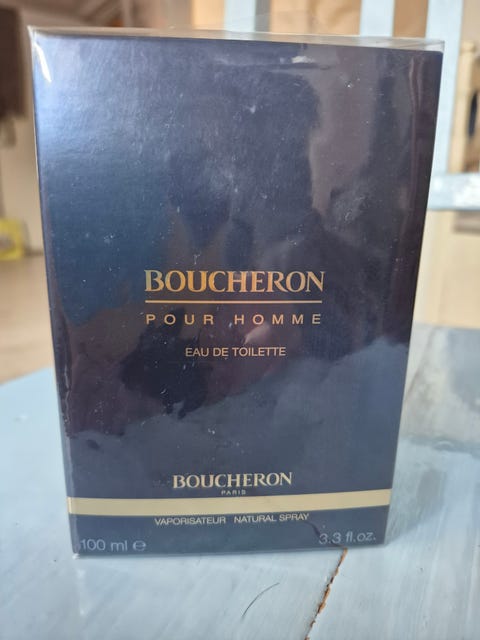 BOUCHERON
POUR HOMME
EAU DE TOILETTE
BOUCHERON
PARIS
VAPORISATEUR NATURAL SPRAY
100 ml ℮ 3.3 fl.oz.